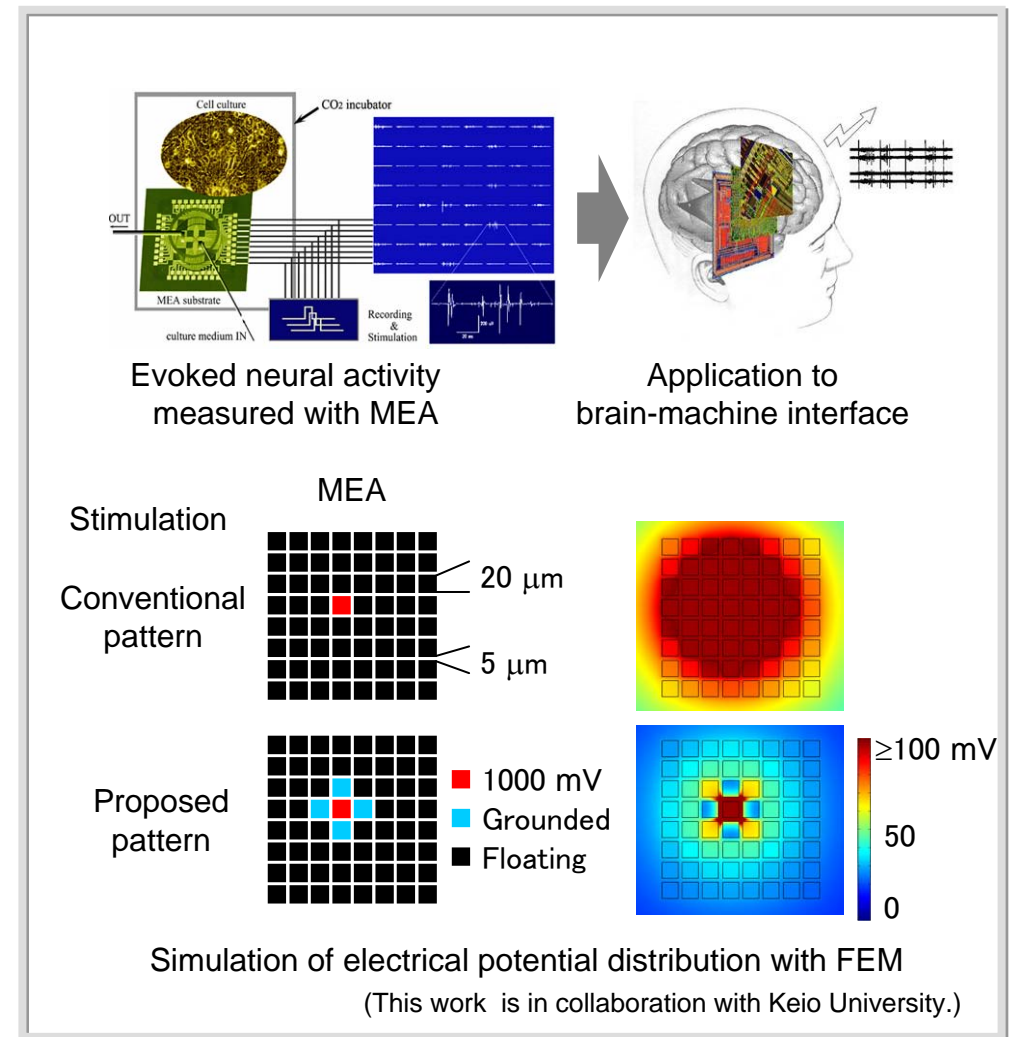 Cell culture
CO2 incubator
OUT
MEA substrate
culture medium IN
Recording
&
Stimulation
Evoked neural activity
measured with MEA
Application to
brain-machine interface
MEA
Stimulation
Conventional
pattern
20 μm
5 μm
Proposed
pattern
1000 mV
Grounded
Floating
≥100 mV
50
0
Simulation of electrical potential distribution with FEM
(This work is in collaboration with Keio University.)